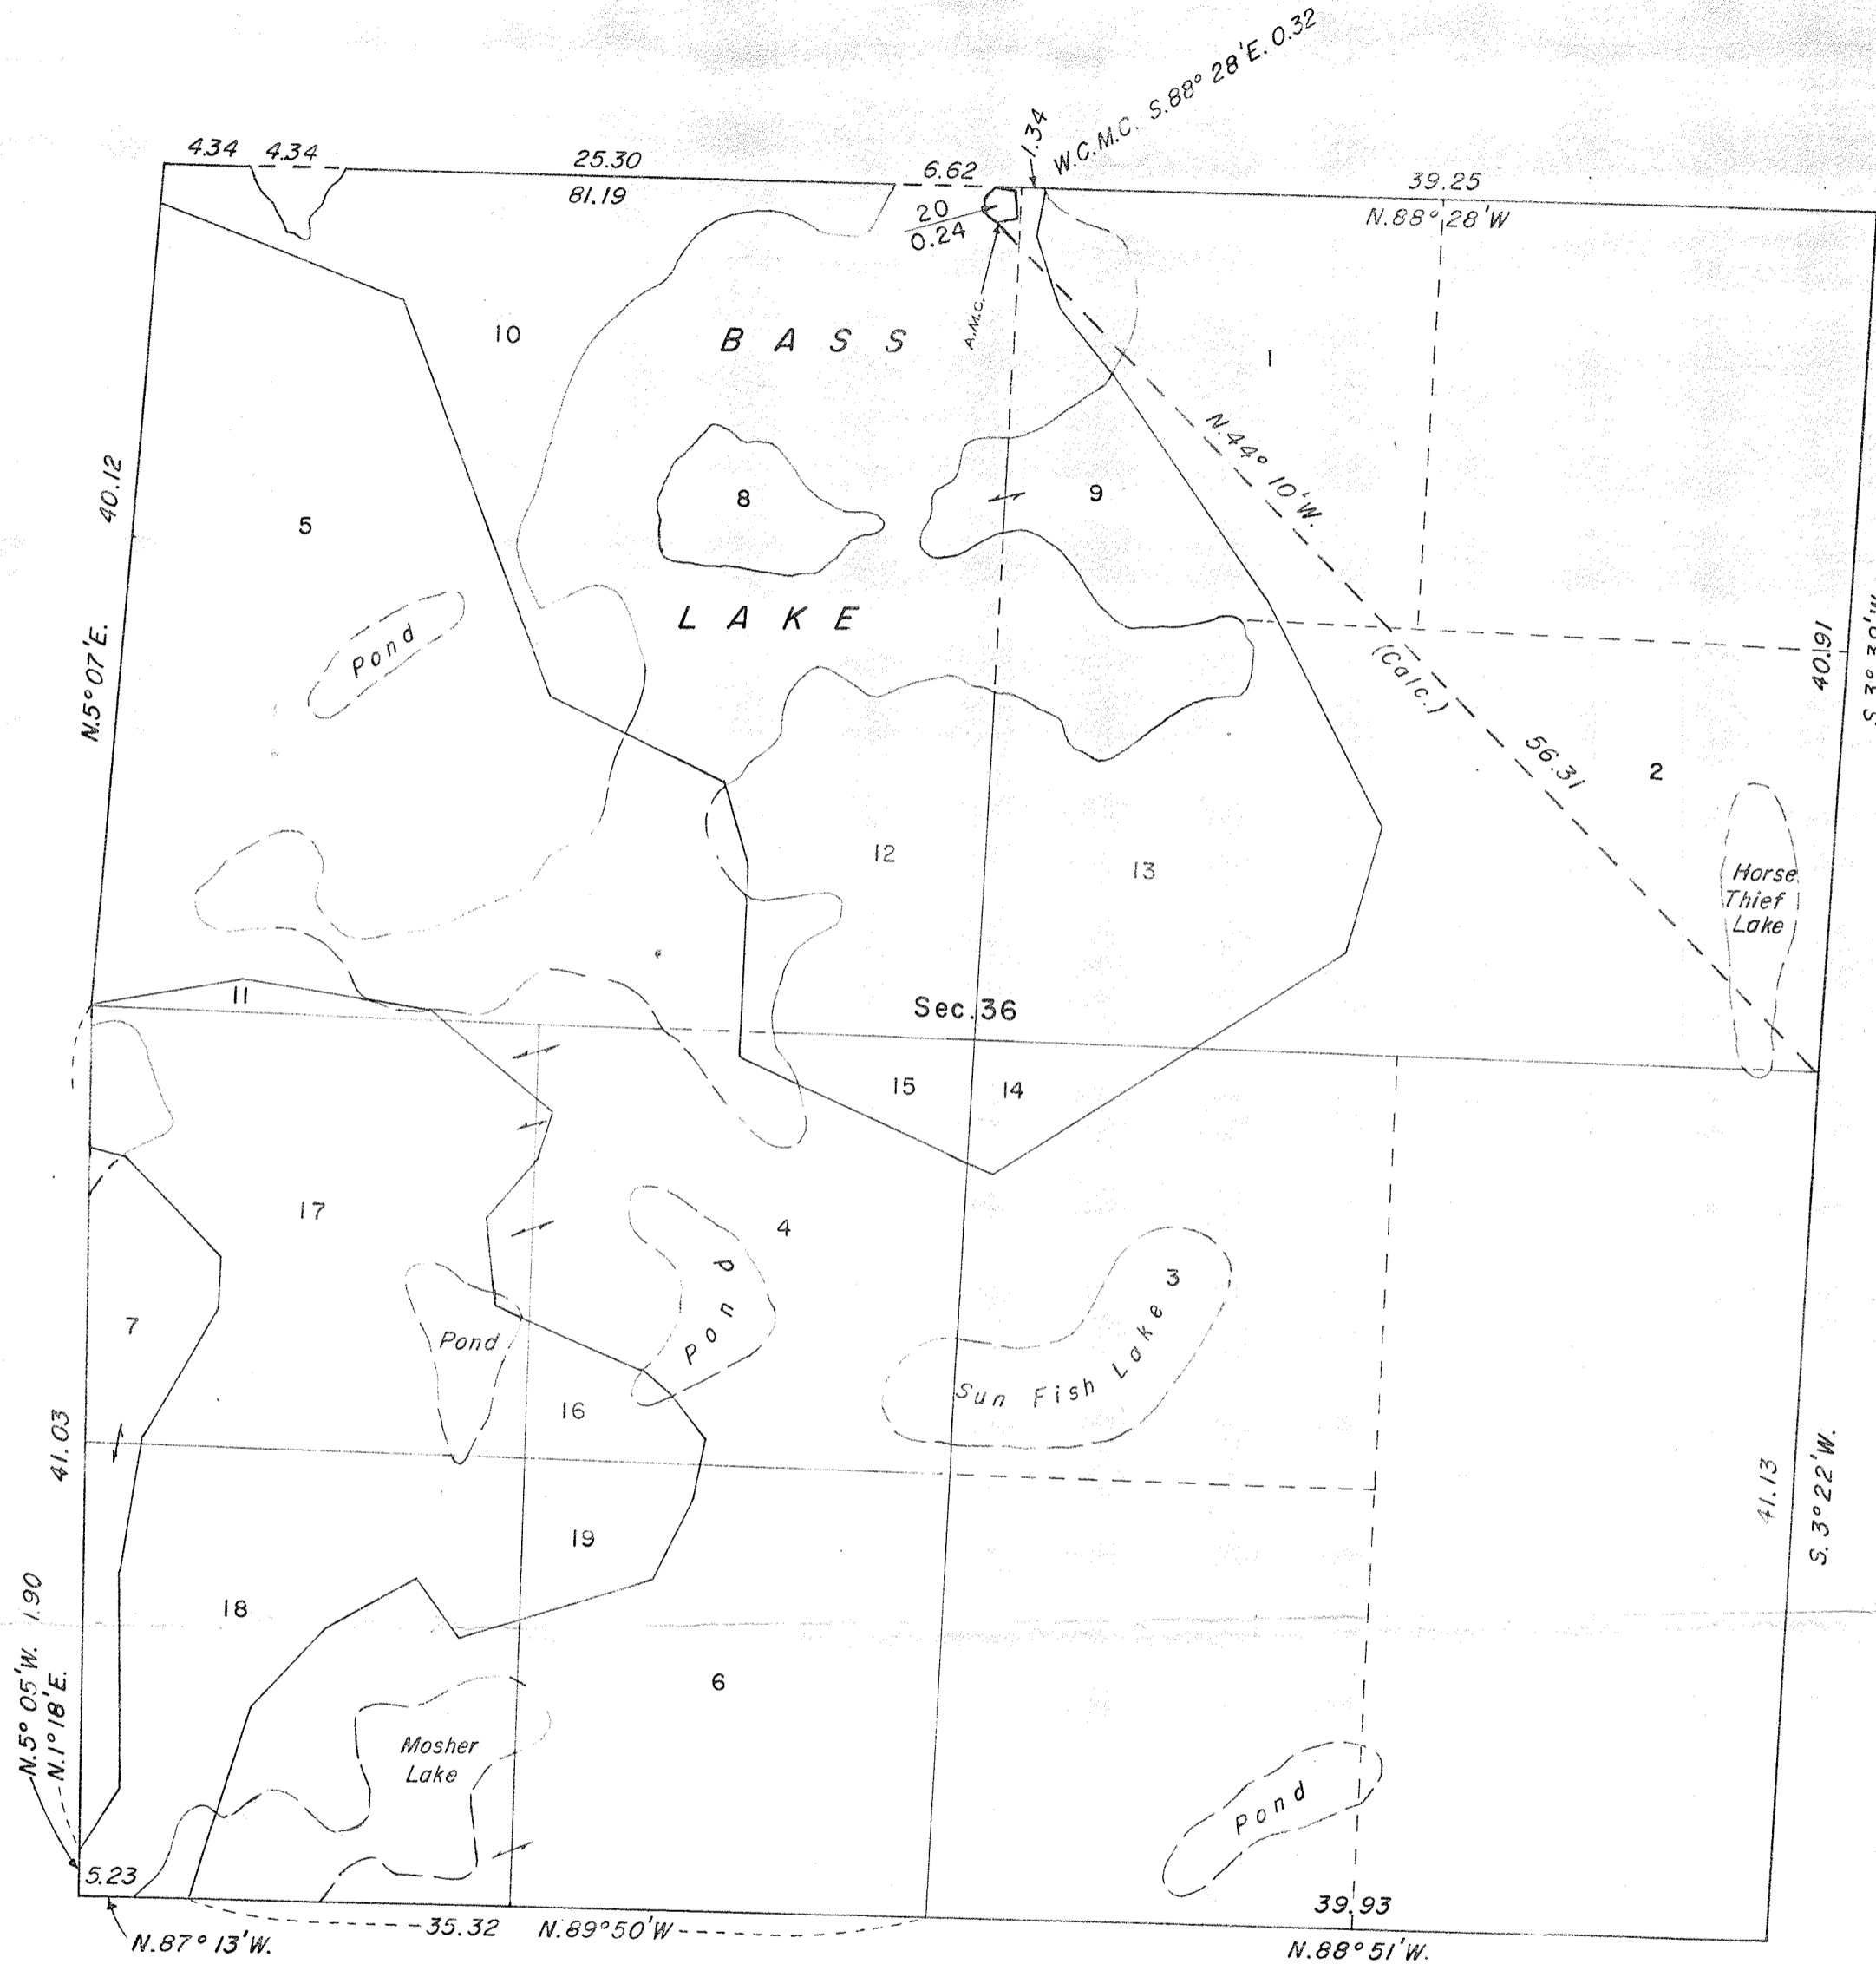 W.C.M.C. S.88° 28'E. 0.32
1.34
4.34 4.34 25.30 6.62 39.25
81.19 N.88° 28'W
20
0.24
A.M.C.
10
BASS
1
N.44° 10'W.
40.12
5
8
9
LAKE
Pond
N.5° 07'E.
(Calc.)
40.91
56.31
2
12
13
Horse
Thief
Lake
11
Sec. 36
15
14
17
4
3
7
Pond
Pond
Sun Fish Lake
16
41.03
41.13
S. 3° 22'W.
19
18
N.5° 05'W. 1.90
N.1° 18'E.
6
Mosher
Lake
Pond
5.23
39.93
35.32 N.89° 50'W
N.87° 13'W.
N.88° 51'W.